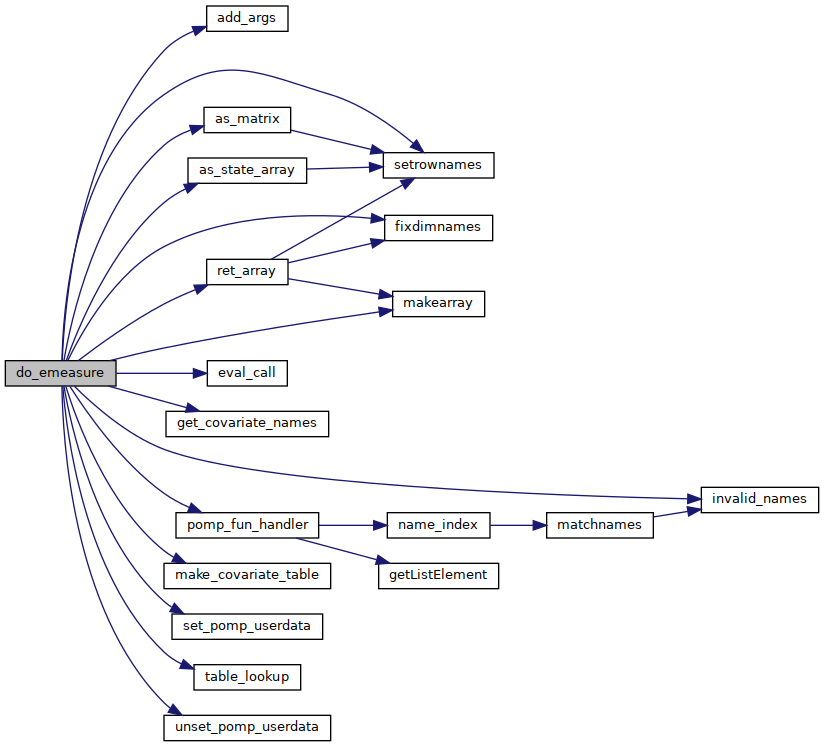 add_args
as_matrix
setrownames
as_state_array
fixdimnames
ret_array
makearray
do_emeasure
eval_call
get_covariate_names
invalid_names
pomp_fun_handler
name_index
matchnames
make_covariate_table
getListElement
set_pomp_userdata
table_lookup
unset_pomp_userdata